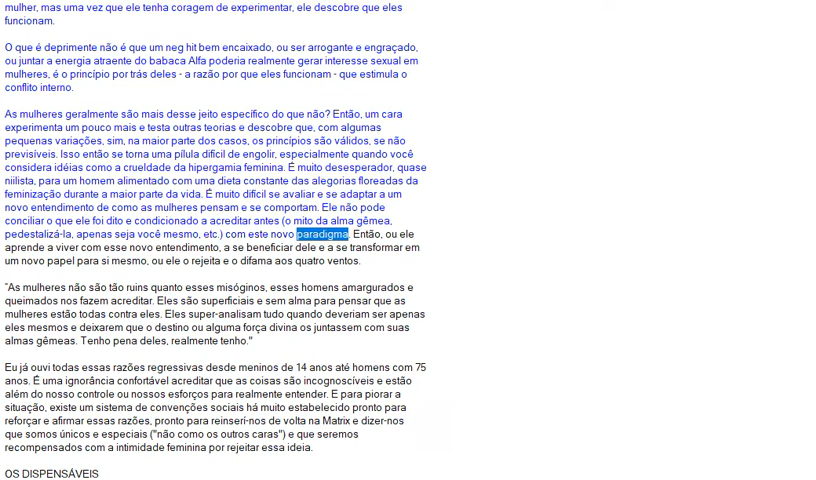 mulher, mas uma vez que ele tenha coragem de experimentar, ele descobre que eles
funcionam.
O que é deprimente não é que um neg hit bem encaixado, ou ser arrogante e engraçado,
ou juntar a energia atraente do babaca Alfa poderia realmente gerar interesse sexual em
mulheres, é o princípio por trás deles - a razão por que eles funcionam - que estimula o
conflito interno.
As mulheres geralmente são mais desse jeito específico do que não? Então, um cara
experimenta um pouco mais e testa outras teorias e descobre que, com algumas
pequenas variações, sim, na maior parte dos casos, os princípios são válidos, se não
previsíveis. Isso então se torna uma pílula difícil de engolir, especialmente quando você
considera idéias como a crueldade da hipergamia feminina. É muito desesperador, quase
niilista, para um homem alimentado com uma dieta constante das alegorias floreadas da
feminização durante a maior parte da vida. É muito difícil se avaliar e se adaptar a um
novo entendimento de como as mulheres pensam e se comportam. Ele não pode
conciliar o que ele foi dito e condicionado a acreditar antes (o mito da alma gêmea,
pedestalizá-la, apenas seja você mesmo, etc.) com este novo paradigma. Então, ou ele
aprende a viver com esse novo entendimento, a se beneficiar dele e a se transformar em
um novo papel para si mesmo, ou ele o rejeita e o difama aos quatro ventos.
"As mulheres não são tão ruins quanto esses misóginos, esses homens amargurados e
queimados nos fazem acreditar. Eles são superficiais e sem alma para pensar que as
mulheres estão todas contra eles. Eles super-analisam tudo quando deveriam ser apenas
eles mesmos e deixarem que o destino ou alguma força divina os juntassem com suas
almas gêmeas. Tenho pena deles, realmente tenho."
Eu já ouvi todas essas razões regressivas desde meninos de 14 anos até homens com 75
anos. É uma ignorância confortável acreditar que as coisas são incognoscíveis e estão
além do nosso controle ou nossos esforços para realmente entender. E para piorar a
situação, existe um sistema de convenções sociais há muito estabelecido pronto para
reforçar e afirmar essas razões, pronto para reinserí-nos de volta na Matrix e dizer-nos
que somos únicos e especiais ("não como os outros caras") e que seremos
recompensados com a intimidade feminina por rejeitar essa ideia.
OS DISPENSÁVEIS